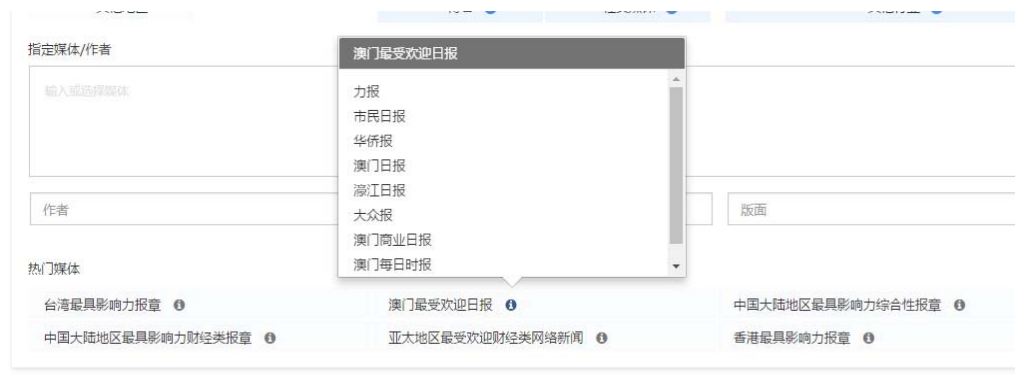 指定媒体/作者
澳门最受欢迎日报
输入或选择媒体
力报
市民日报
华侨报
澳门日报
濠江日报
大众报
澳门商业日报
澳门每日时报
作者
版面
热门媒体
台湾最具影响力报章
澳门最受欢迎日报
中国大陆地区最具影响力综合性报章
中国大陆地区最具影响力财经类报章
亚太地区最受欢迎财经类网络新闻
香港最具影响力报章